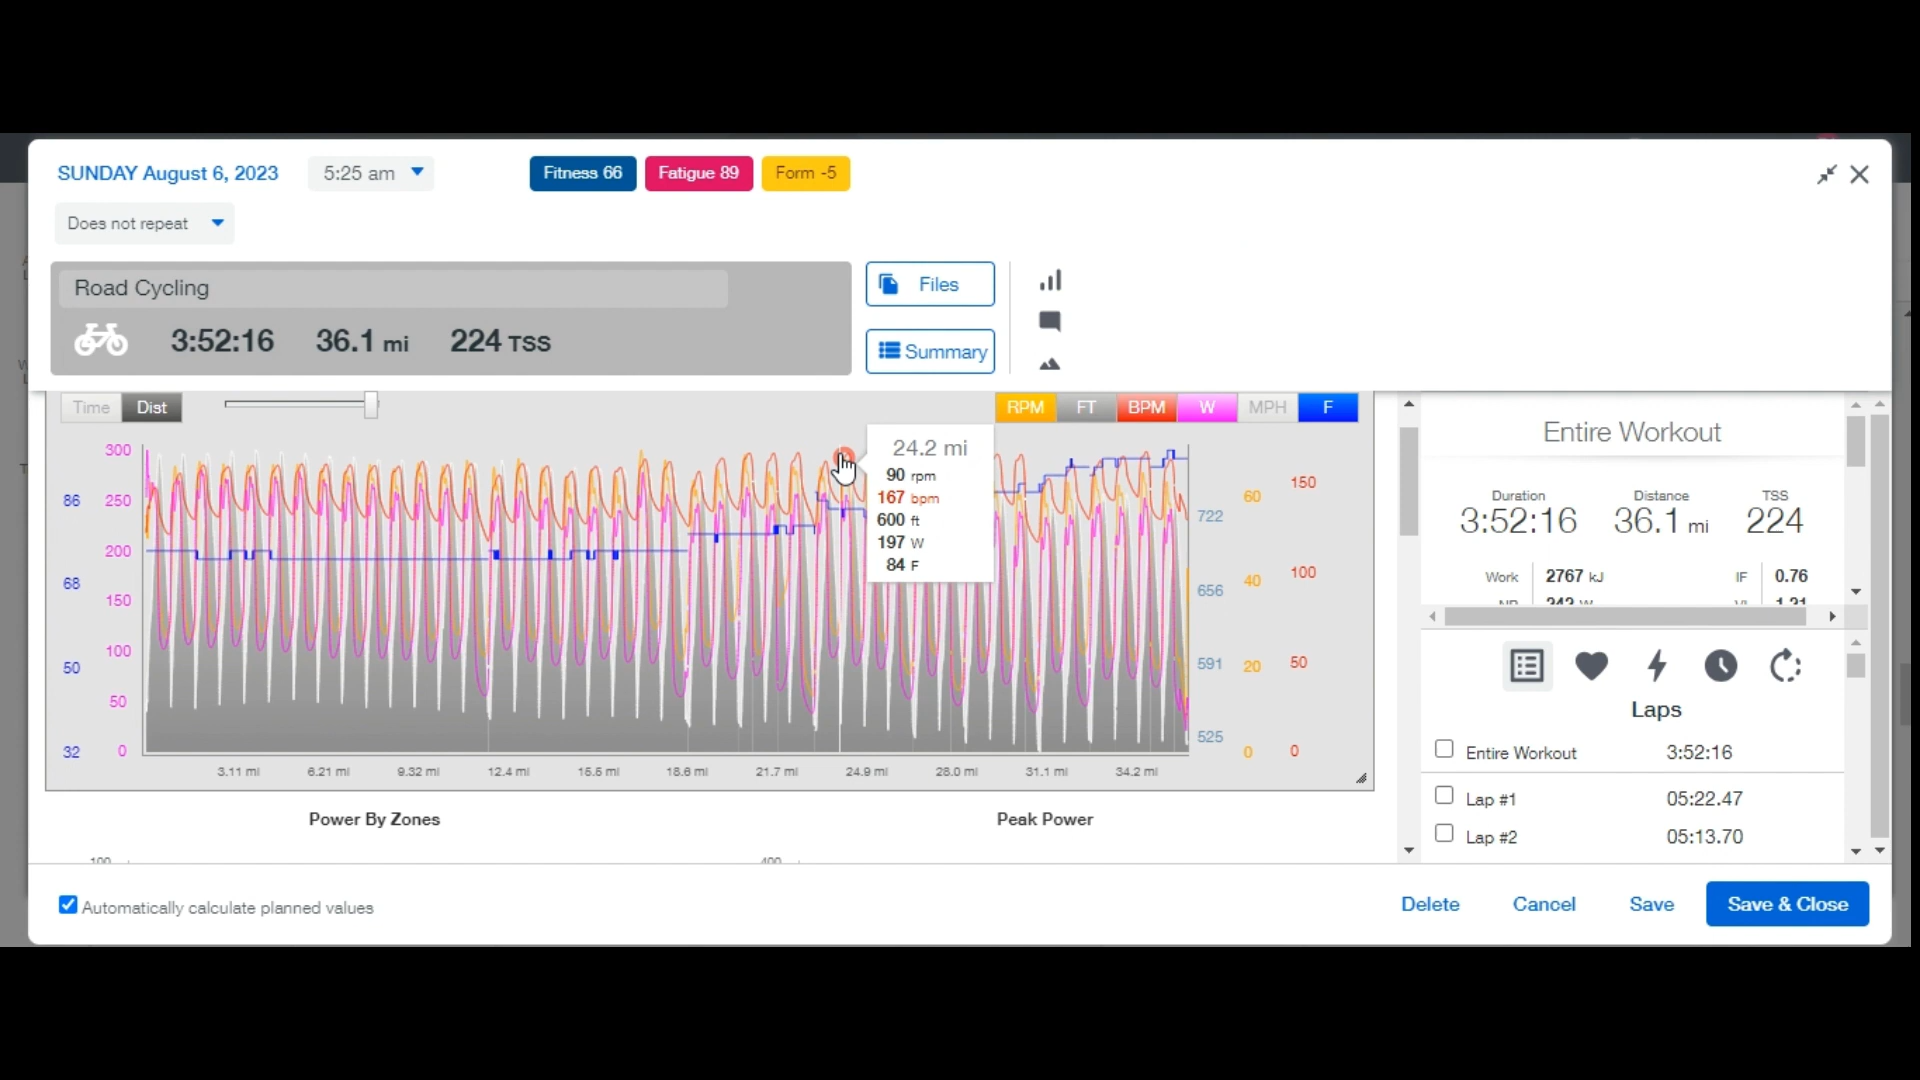 SUNDAY August 6, 2023
5:25 am
Fitness 66
Fatigue 89
Form -5
Does not repeat
Road Cycling
3:52:16 36.1 mi 224 TSS
Files
Summary
Time Dist
RPM FT BPM W MPH F
24.2 mi
90 rpm
167 bpm
600 ft
197 W
84 F
300
250
200
150
100
50
0
86
68
50
32
722
656
591
525
60
40
20
0
150
100
50
0
3.11 mi 6.21 mi 9.32 mi 12.4 mi 15.5 mi 18.6 mi 21.7 mi 24.9 mi 28.0 mi 31.1 mi 34.2 mi
Power By Zones
Peak Power
100
400
Entire Workout
Duration Distance TSS
3:52:16 36.1 mi 224
Work 2767 kJ IF 0.76
NP 242 W VI 1.21
Laps
Entire Workout 3:52:16
Lap #1 05:22.47
Lap #2 05:13.70
Automatically calculate planned values
Delete Cancel Save Save & Close